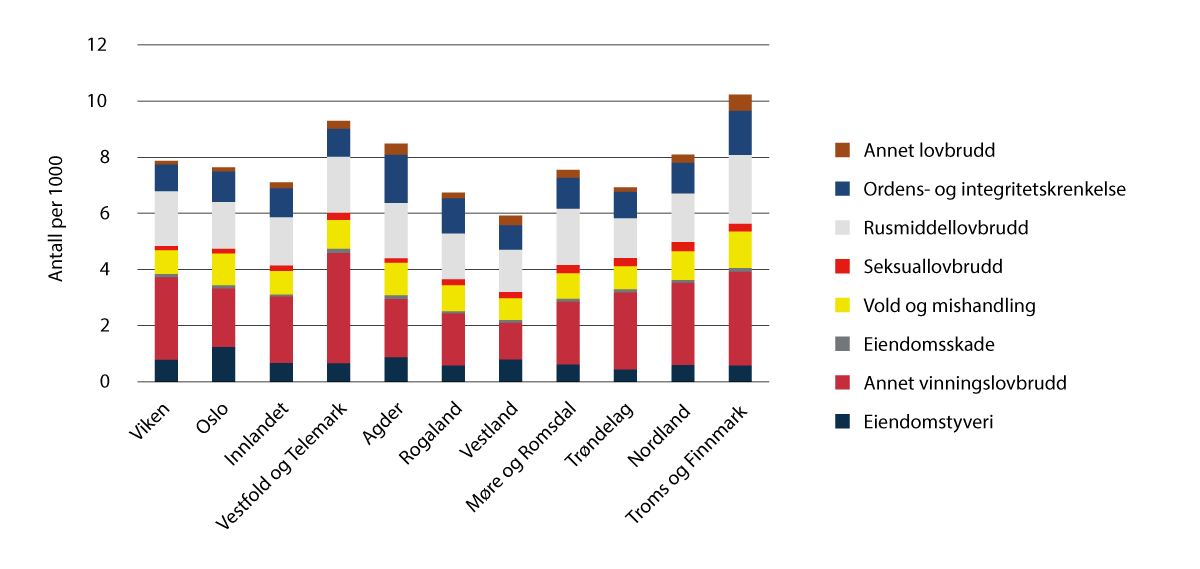 12
10
8
6
4
2
0
Antall per 1000
Viken
Oslo
Innlandet
Vestfold og Telemark
Agder
Rogaland
Vestland
Møre og Romsdal
Trøndelag
Nordland
Troms og Finnmark
Annet lovbrudd
Ordens- og integritetskrenkelse
Rusmiddellovbrudd
Seksuallovbrudd
Vold og mishandling
Eiendomsskade
Annet vinningslovbrudd
Eiendomstyveri